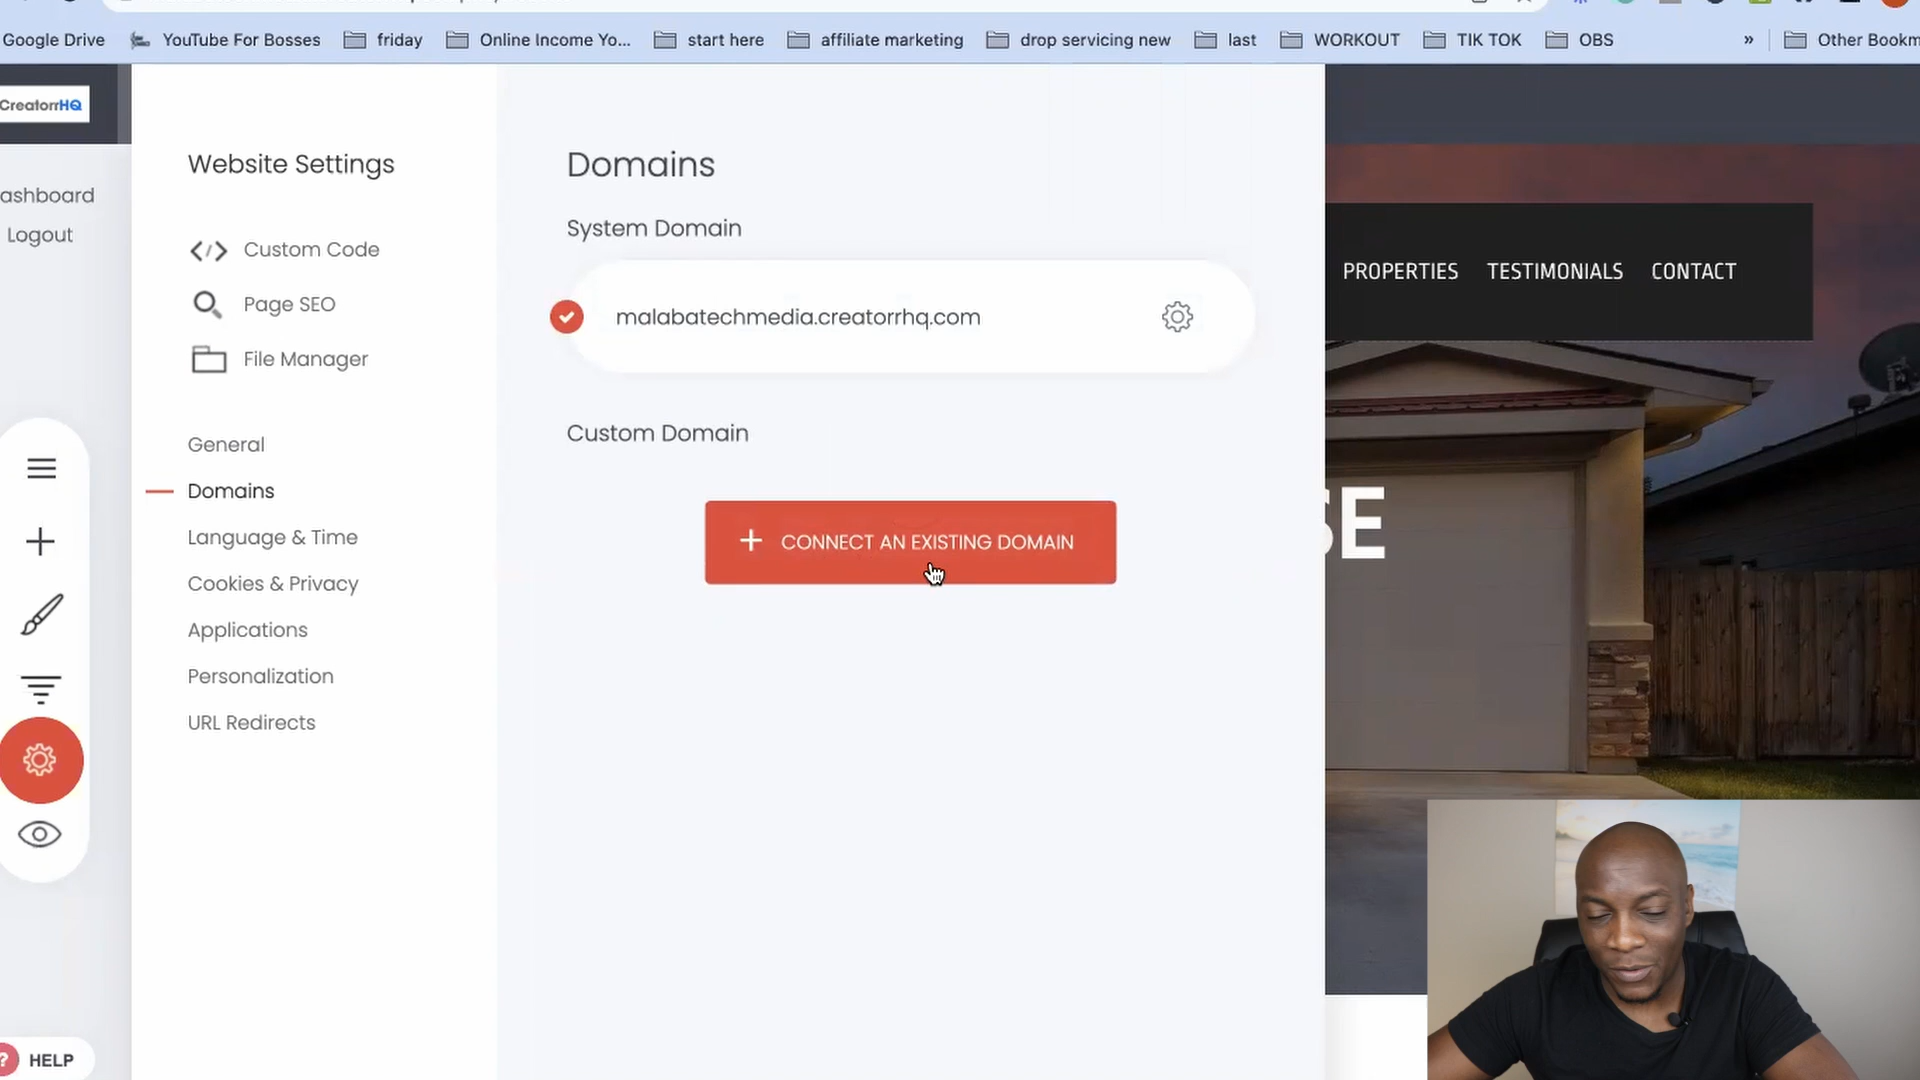 Google Drive
YouTube For Bosses
friday
Online Income Yo...
start here
affiliate marketing
drop servicing new
last
WORKOUT
TIK TOK
OBS
»
Other Bookm
CreatorrHQ
ashboard
Logout
Website Settings
Custom Code
Page SEO
File Manager
General
Domains
Language & Time
Cookies & Privacy
Applications
Personalization
URL Redirects
Domains
System Domain
malabatechmedia.creatorrhq.com
Custom Domain
+ CONNECT AN EXISTING DOMAIN
PROPERTIES TESTIMONIALS CONTACT
SE
? HELP